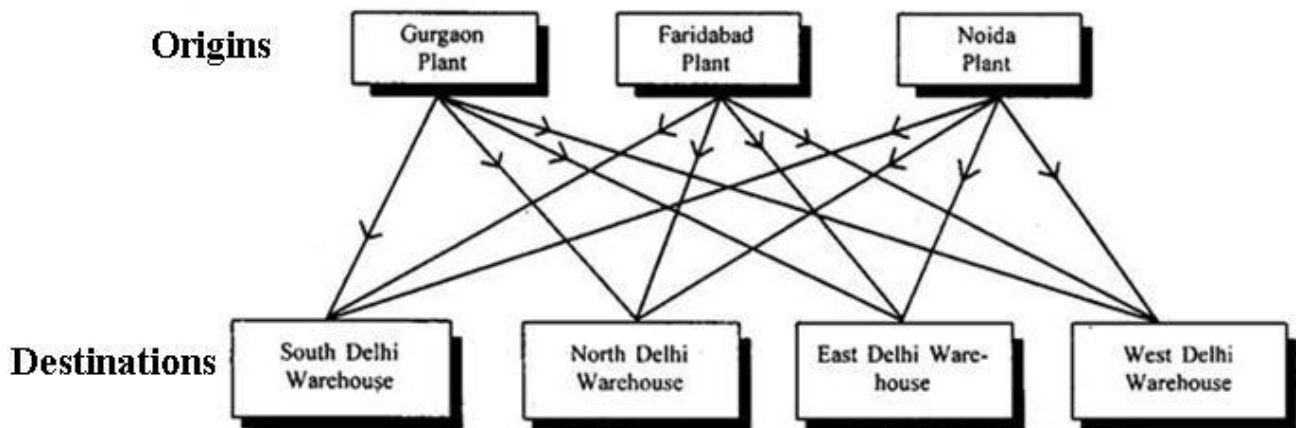 Origins
Gurgaon
Plant
Faridabad
Plant
Noida
Plant
Destinations
South Delhi
Warehouse
North Delhi
Warehouse
East Delhi Ware-
house
West Delhi
Warehouse